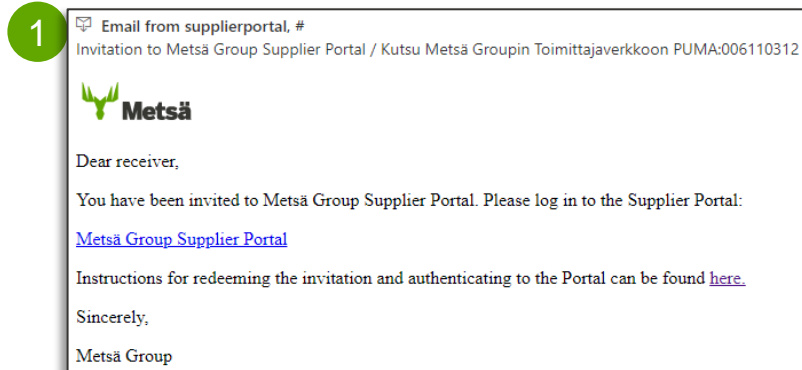 1
Email from supplierportal, #
Invitation to Metsä Group Supplier Portal / Kutsu Metsä Groupin Toimittajaverkkoon PUMA:006110312
Metsä
Dear receiver,
You have been invited to Metsä Group Supplier Portal. Please log in to the Supplier Portal:
Metsä Group Supplier Portal
Instructions for redeeming the invitation and authenticating to the Portal can be found here.
Sincerely,
Metsä Group